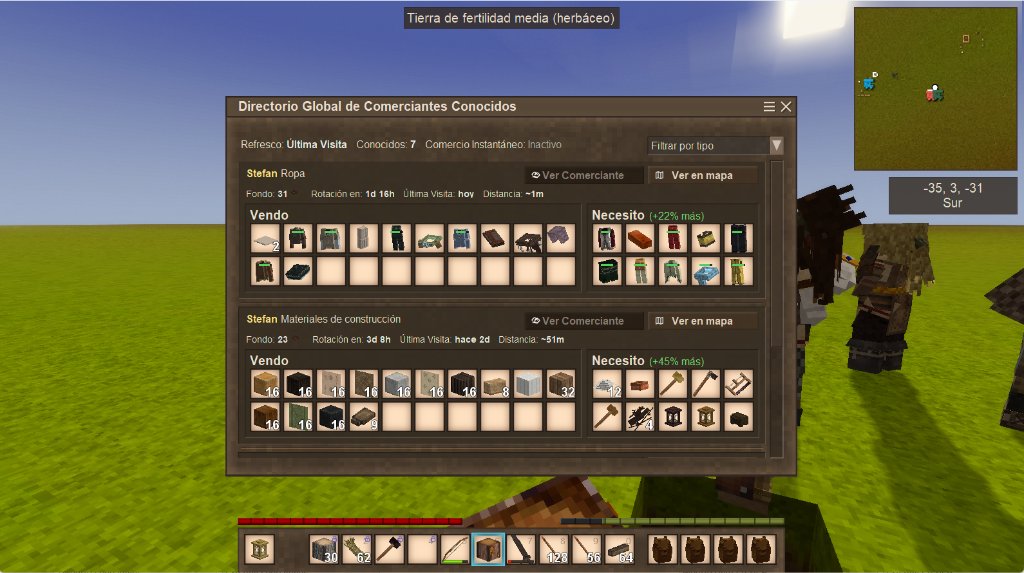 Tierra de fertilidad media (herbáceo)
Directorio Global de Comerciantes Conocidos
Refresco: Última Visita Conocidos: 7 Comercio Instantáneo: Inactivo
Filtrar por tipo
Stefan Ropa
Ver Comerciante
Ver en mapa
Fondo: 31 Rotación en: 1d 16h Última Visita: hoy Distancia: ~1m
Vendo
Necesito (+22% más)
2
Stefan Materiales de construcción
Ver Comerciante
Ver en mapa
Fondo: 23 Rotación en: 3d 8h Última Visita: hace 2d Distancia: ~51m
Vendo
Necesito (+45% más)
16 16 16 16 16 16 16 8 32
12
16 16 16 9
4
-35, 3, -31
Sur
30 62 128 56 64